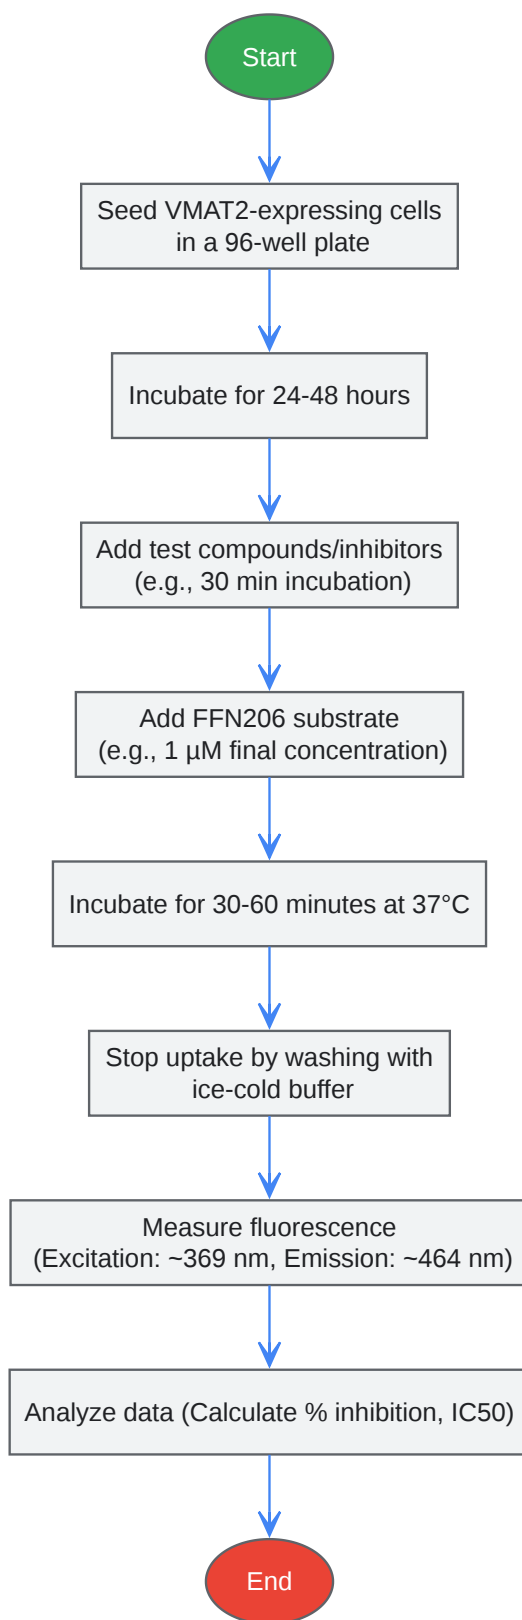 Start
Seed VMAT2-expressing cells
in a 96-well plate
Incubate for 24-48 hours
Add test compounds/inhibitors
(e.g., 30 min incubation)
Add FFN206 substrate
(e.g., 1 µM final concentration)
Incubate for 30-60 minutes at 37°C
Stop uptake by washing with
ice-cold buffer
Measure fluorescence
(Excitation: ~369 nm, Emission: ~464 nm)
Analyze data (Calculate % inhibition, IC50)
End